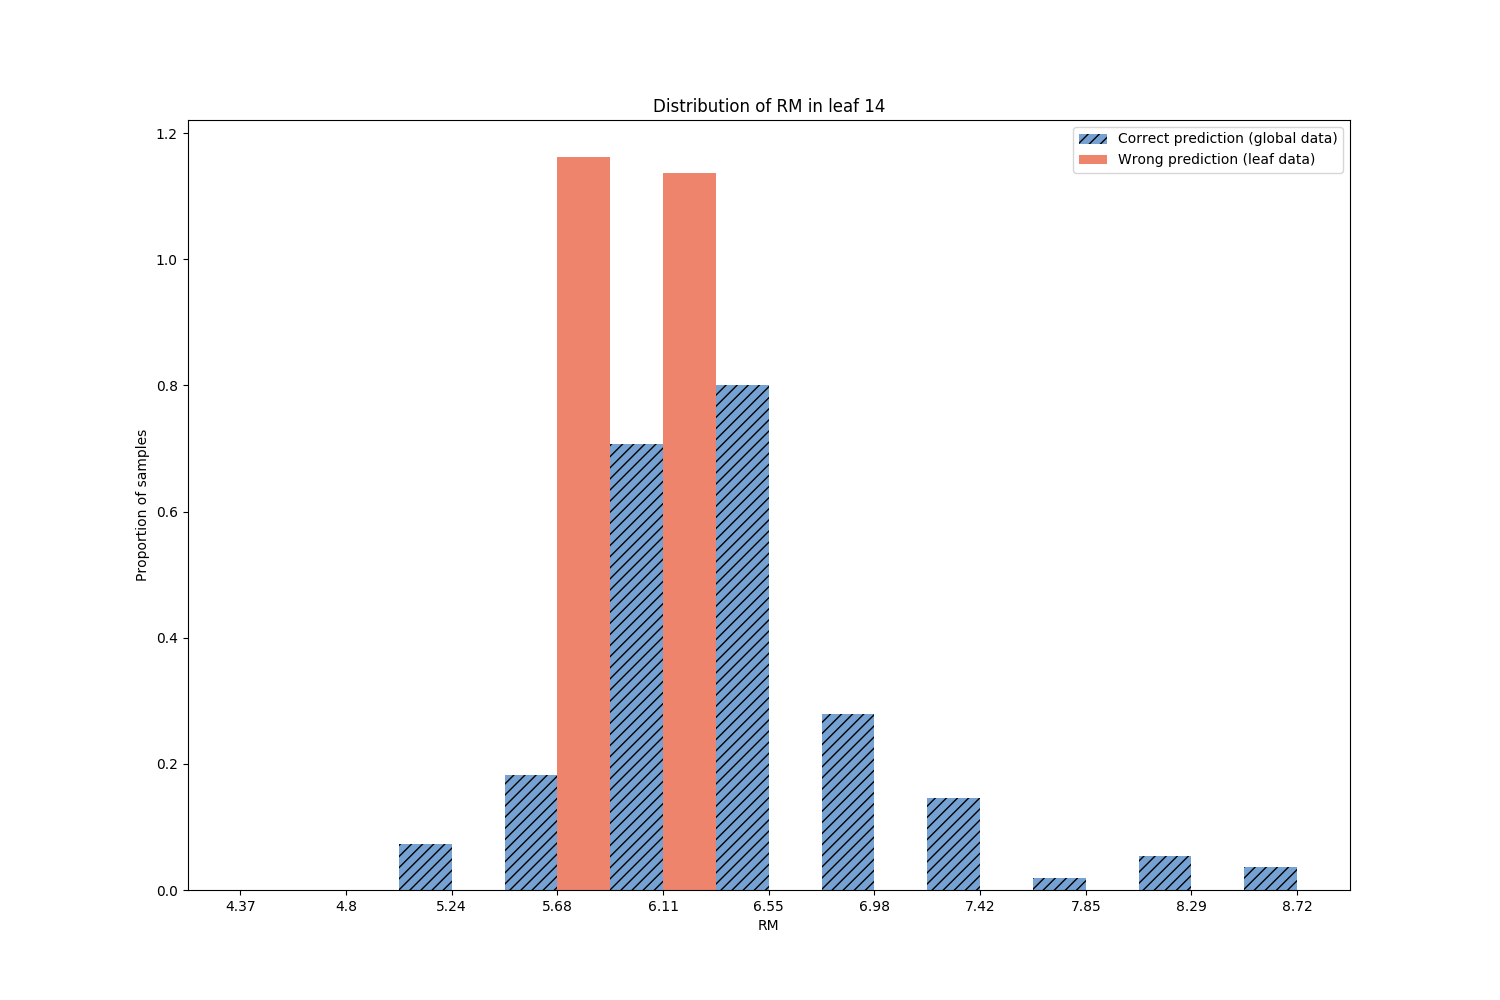 Distribution of RM in leaf 14
Correct prediction (global data)
Wrong prediction (leaf data)
Proportion of samples
1.2
1.0
0.8
0.6
0.4
0.2
0.0
4.37 4.8 5.24 5.68 6.11 6.55 6.98 7.42 7.85 8.29 8.72
RM